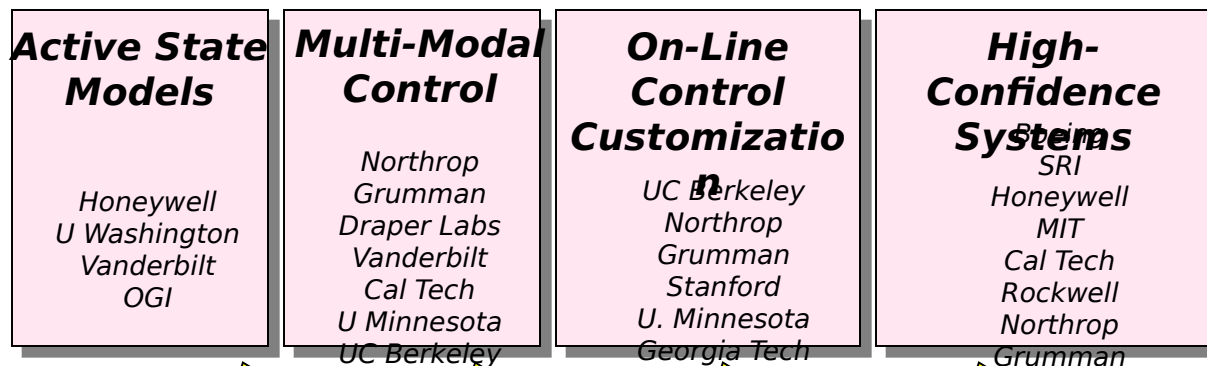 Active State
Models
Honeywell
U Washington
Vanderbilt
OGI
Multi-Modal
Control
Northrop
Grumman
Draper Labs
Vanderbilt
Cal Tech
U Minnesota
UC Berkeley
On-Line
Control
Customizatio
n
UC Berkeley
Northrop
Grumman
Stanford
U. Minnesota
Georgia Tech
High-
Confidence
Systems
Boeing
SRI
Honeywell
MIT
Cal Tech
Rockwell
Northrop
Grumman